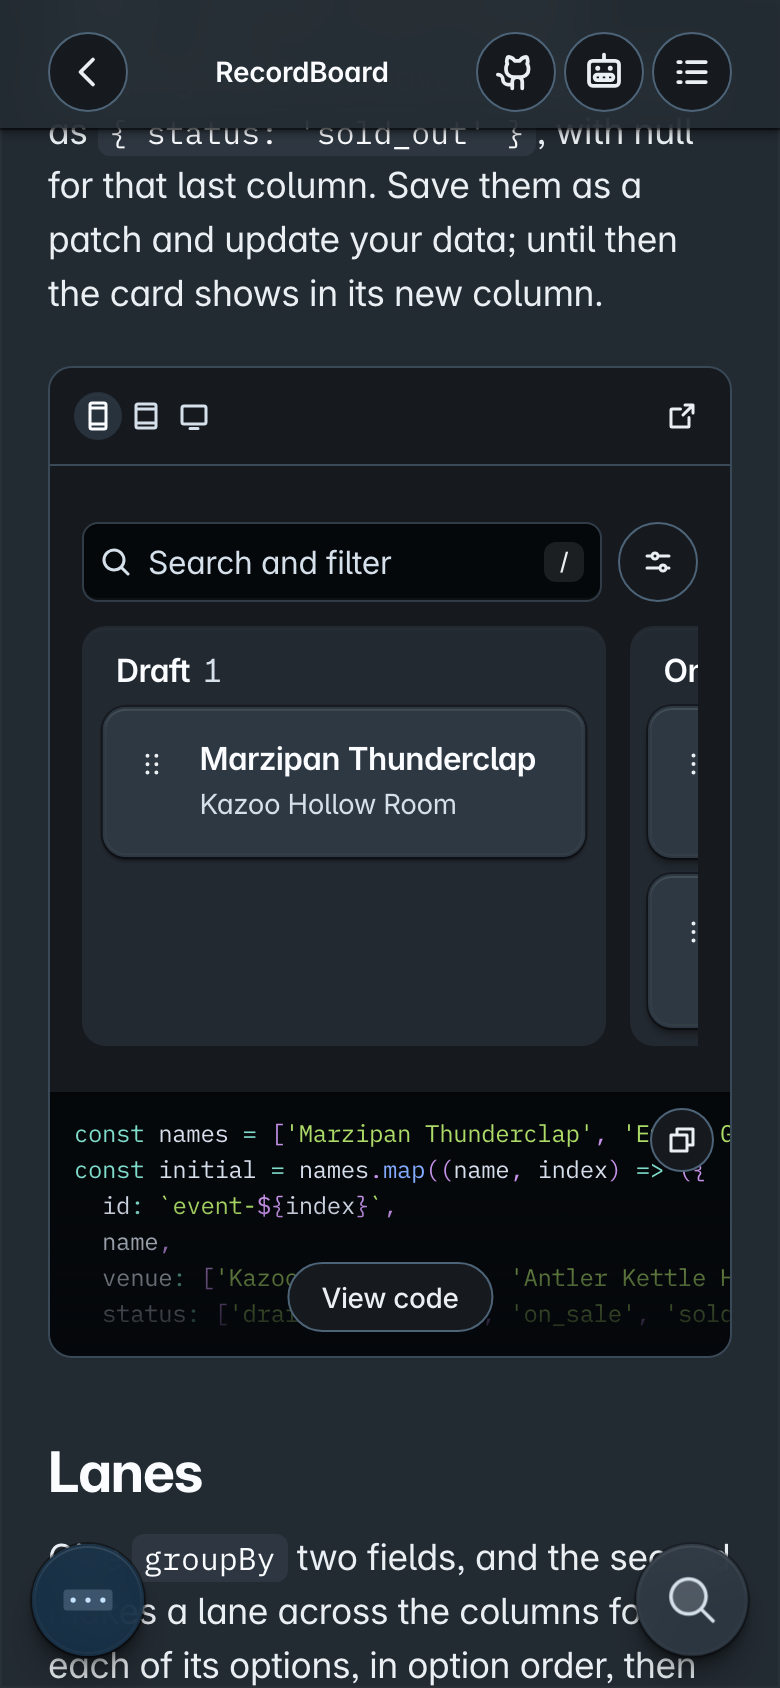 RecordBoard
as { status: 'sold_out' }, with null
for that last column. Save them as a
patch and update your data; until then
the card shows in its new column.
Search and filter /
Draft 1
Marzipan Thunderclap
Kazoo Hollow Room
const names = ['Marzipan Thunderclap', 'E
const initial = names.map((name, index) => ({
id: `event-${index}`,
name,
venue: ['Kazoo 'Antler Kettle H
status: ['draf 'on_sale', 'sold
View code
Lanes
groupBy two fields, and the second
a lane across the columns for
each of its options, in option order, then